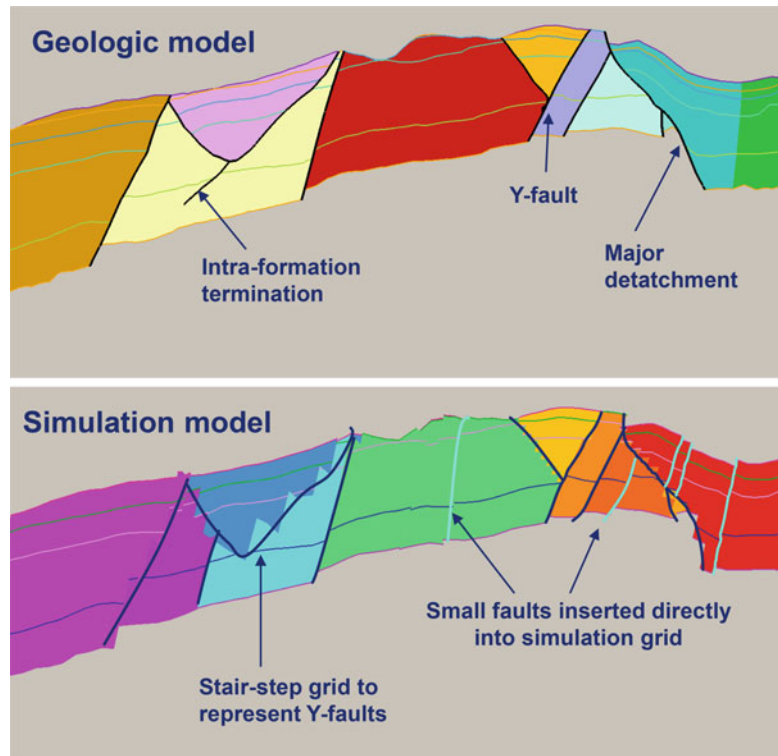 Geologic model
Y-fault
Intra-formation
termination
Major
detatchment
Simulation model
Small faults inserted directly
into simulation grid
Stair-step grid to
represent Y-faults